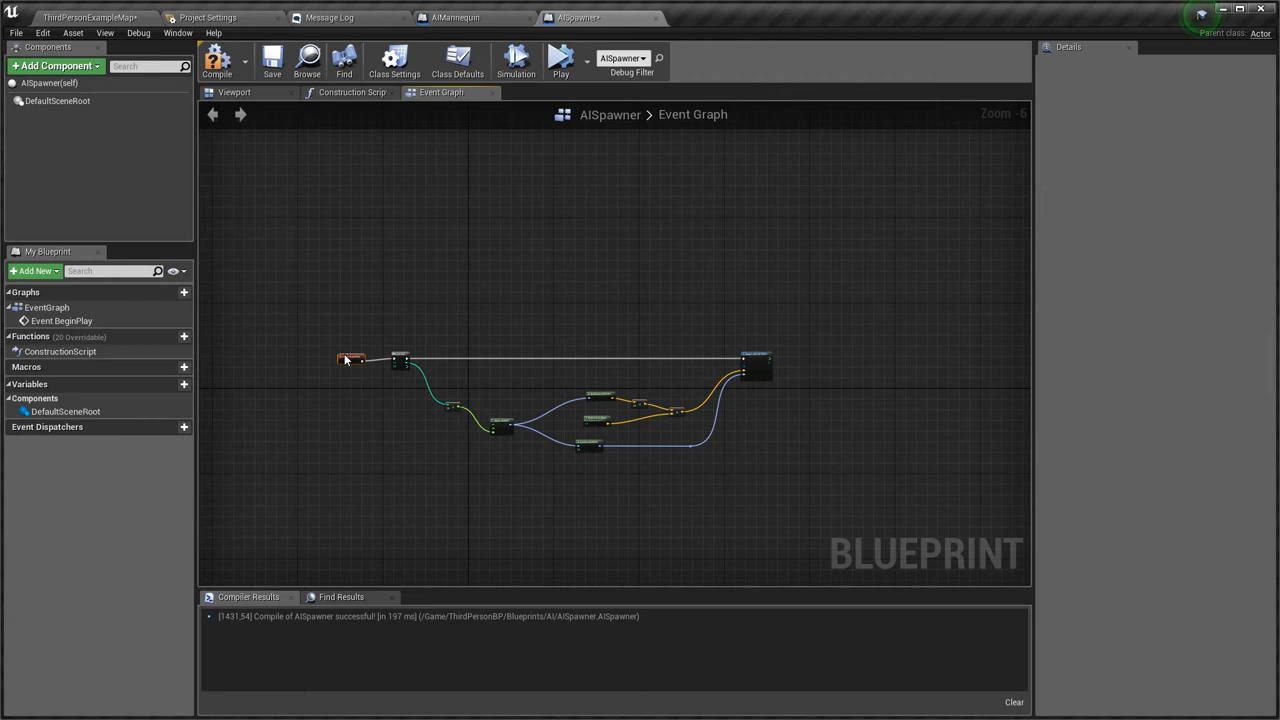 ThirdPersonExampleMap*
Project Settings
Message Log
AIMannequin
AISpawner*
File Edit Asset View Debug Window Help
Parent class: Actor
Components
+ Add Component
Search
AISpawner(self)
DefaultSceneRoot
Compile
Save
Browse
Find
Class Settings
Class Defaults
Simulation
Play
AISpawner
Debug Filter
Details
Viewport
Construction Scrip
Event Graph
AISpawner > Event Graph
Zoom -6
My Blueprint
+ Add New
Search
Graphs
EventGraph
Event BeginPlay
Functions (20 Overridable)
ConstructionScript
Macros
Variables
Components
DefaultSceneRoot
Event Dispatchers
BLUEPRINT
Compiler Results
Find Results
[1431,54] Compile of AISpawner successful! [in 197 ms] (/Game/ThirdPersonBP/Blueprints/AI/AISpawner.AISpawner)
Clear